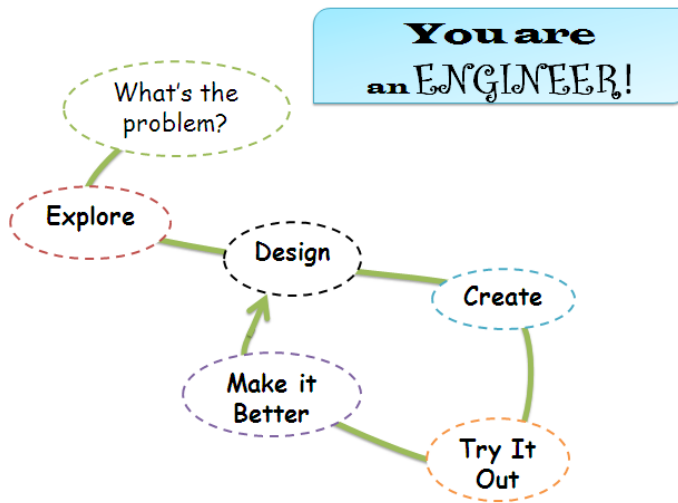 You are
an ENGINEER!
What's the
problem?
Explore
Design
Create
Try It
Out
Make it
Better